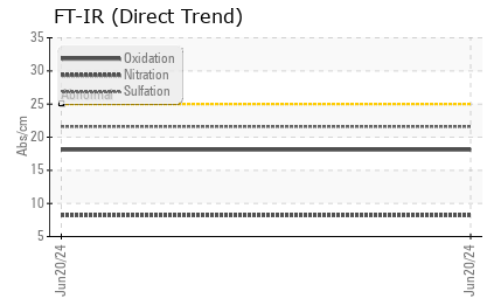 FT-IR (Direct Trend)
35
30
25
20
15
10
5
Abs/cm
Oxidation
Nitration
Sulfation
Abnormal
Jun20/24
Jun20/24